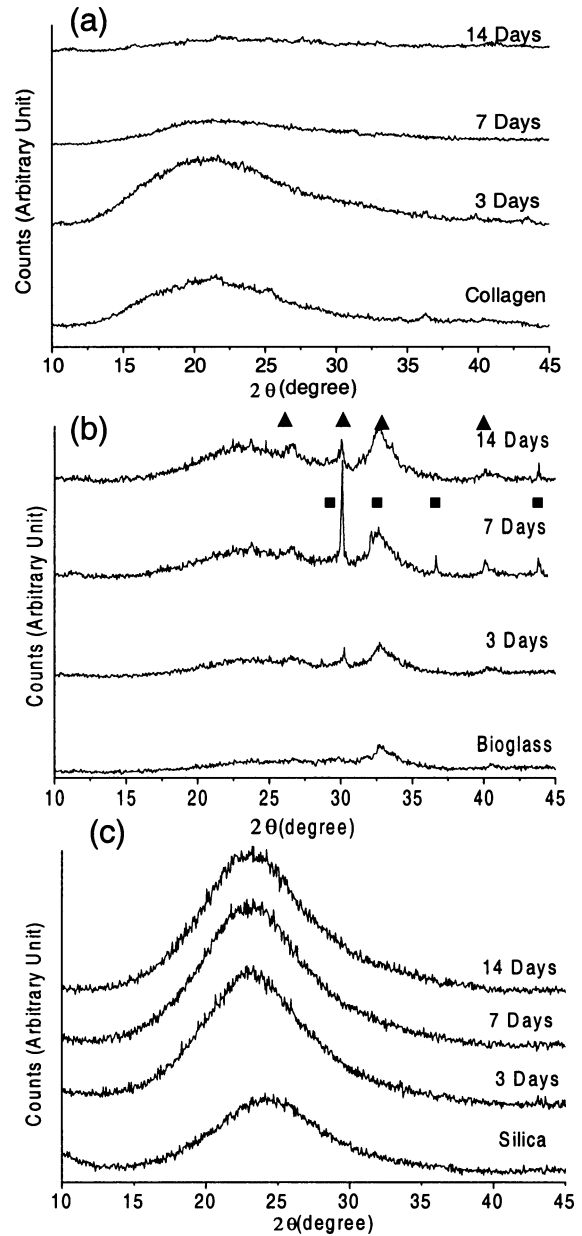 (a)
14 Days
7 Days
3 Days
Collagen
Counts (Arbitrary Unit)
10 15 20 25 30 35 40 45
2 θ (degree)
(b)
14 Days
7 Days
3 Days
Bioglass
Counts (Arbitrary Unit)
10 15 20 25 30 35 40 45
2 θ (degree)
(c)
14 Days
7 Days
3 Days
Silica
Counts (Arbitrary Unit)
10 15 20 25 30 35 40 45
2θ(degree)